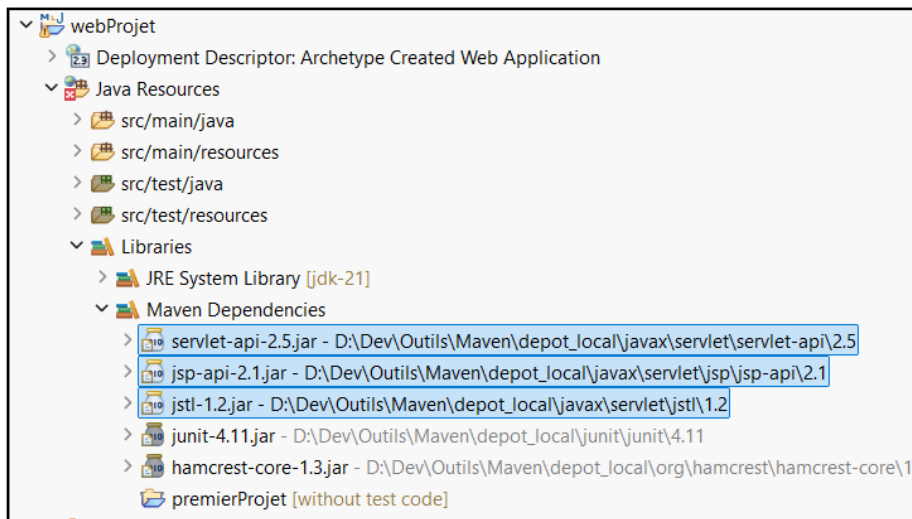 webProjet
Deployment Descriptor: Archetype Created Web Application
Java Resources
src/main/java
src/main/resources
src/test/java
src/test/resources
Libraries
JRE System Library [jdk-21]
Maven Dependencies
servlet-api-2.5.jar - D:\Dev\Outils\Maven\depot_local\javax\servlet\servlet-api\2.5
jsp-api-2.1.jar - D:\Dev\Outils\Maven\depot_local\javax\servlet\jsp\jsp-api\2.1
jstl-1.2.jar - D:\Dev\Outils\Maven\depot_local\javax\servlet\jstl\1.2
junit-4.11.jar - D:\Dev\Outils\Maven\depot_local\junit\junit\4.11
hamcrest-core-1.3.jar - D:\Dev\Outils\Maven\depot_local\org\hamcrest\hamcrest-core\1
premierProjet [without test code]